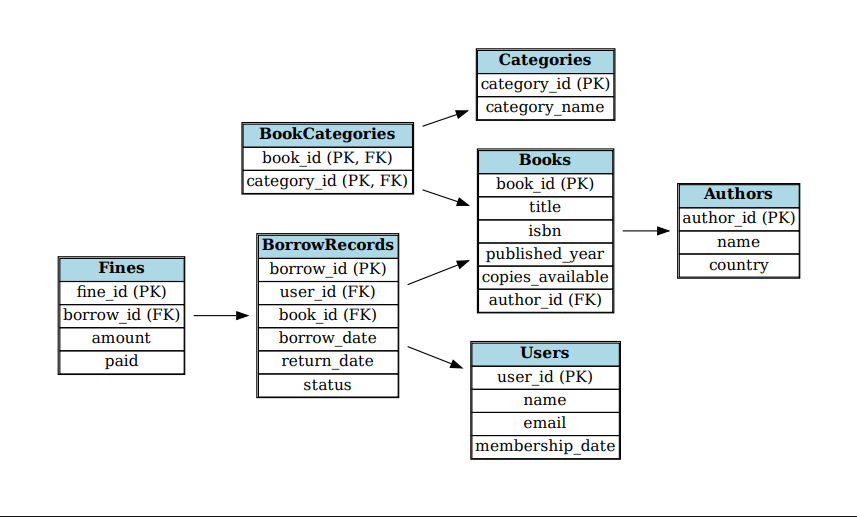 Categories
category_id (PK)
category_name
BookCategories
book_id (PK, FK)
category_id (PK, FK)
Books
book_id (PK)
title
isbn
published_year
copies_available
author_id (FK)
Authors
author_id (PK)
name
country
BorrowRecords
borrow_id (PK)
user_id (FK)
book_id (FK)
borrow_date
return_date
status
Fines
fine_id (PK)
borrow_id (FK)
amount
paid
Users
user_id (PK)
name
email
membership_date